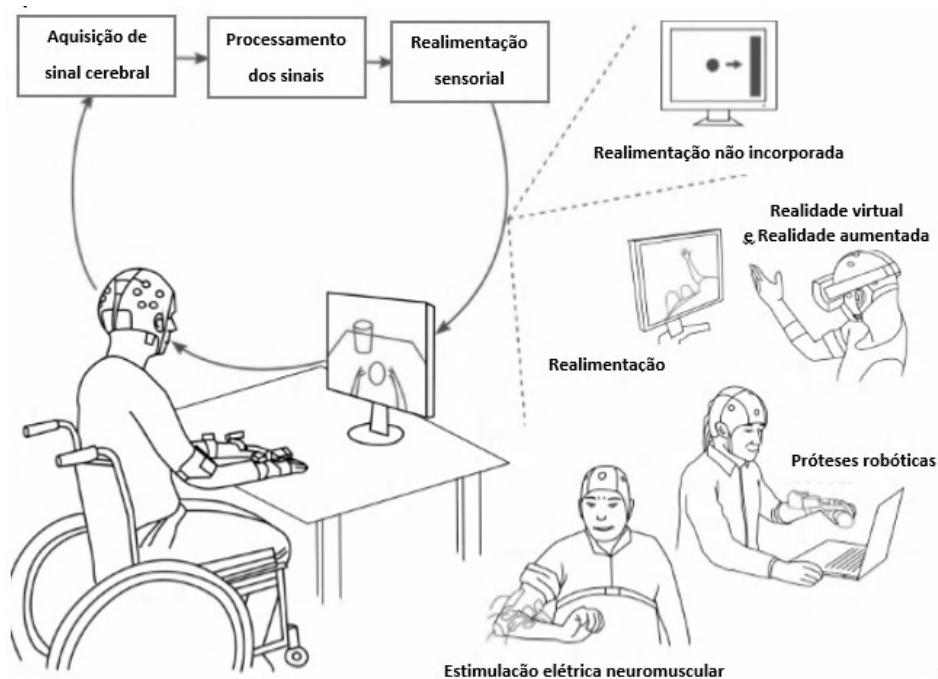 Aquisição de
sinal cerebral
Processamento
dos sinais
Realimentação
sensorial
Realimentação não incorporada
Realidade virtual
e Realidade aumentada
Realimentação
Próteses robóticas
Estimulação elétrica neuromuscular